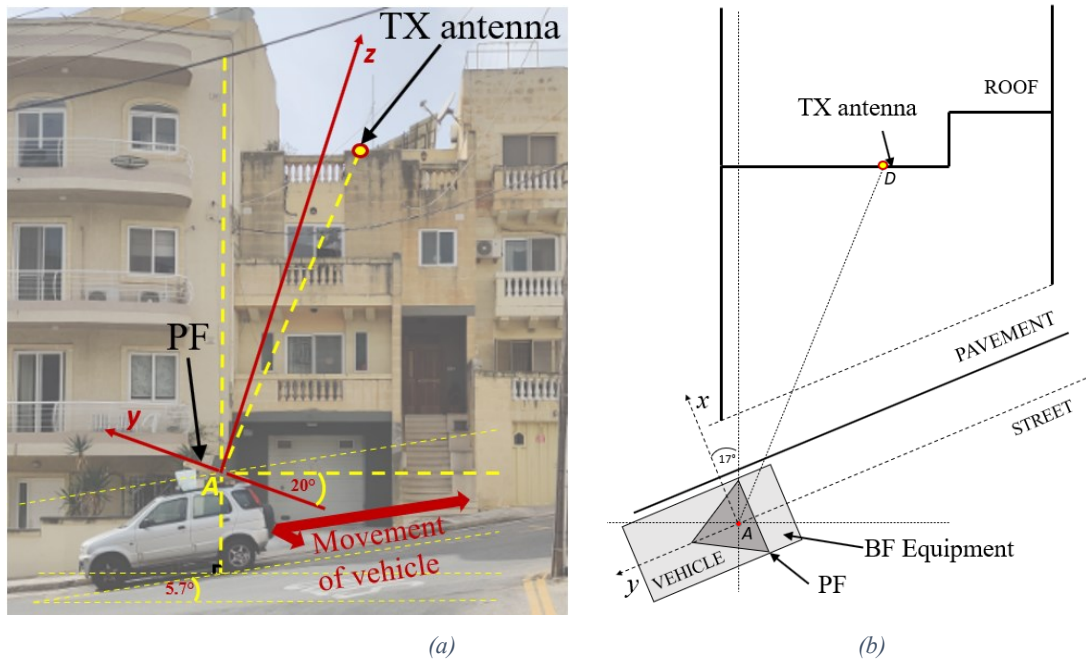 TX antenna
z
PF
y
A
20°
Movement
of vehicle
5.7°
(a)
ROOF
TX antenna
D
PAVEMENT
x
STREET
17°
A
BF Equipment
VEHICLE
y
PF
(b)